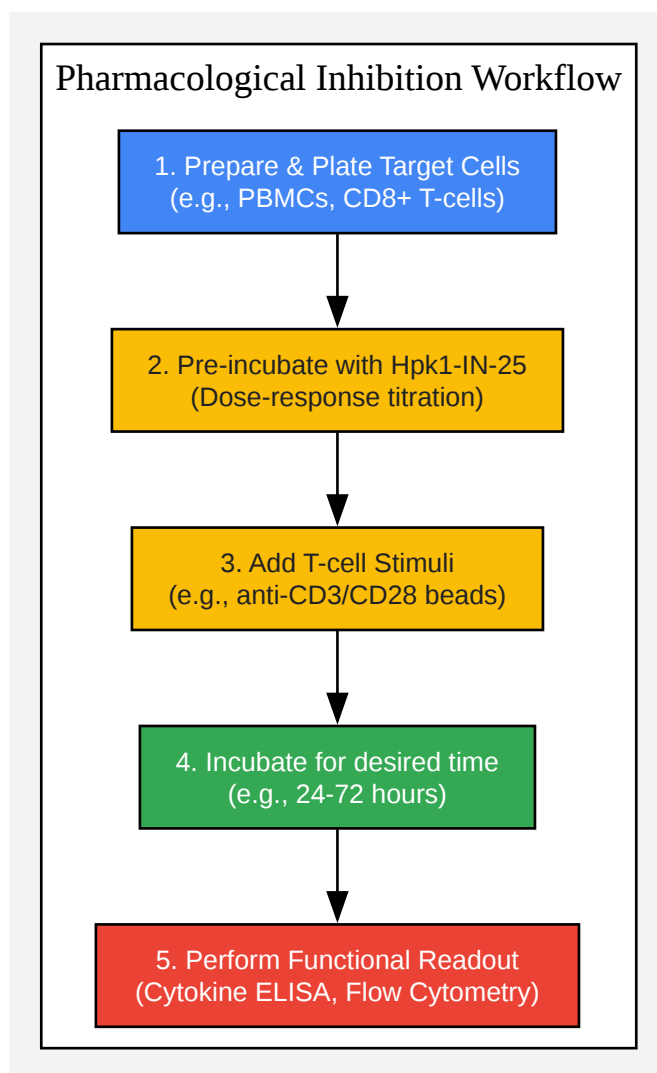 Pharmacological Inhibition Workflow
1. Prepare & Plate Target Cells
(e.g., PBMCs, CD8+ T-cells)
2. Pre-incubate with Hpk1-IN-25
(Dose-response titration)
3. Add T-cell Stimuli
(e.g., anti-CD3/CD28 beads)
4. Incubate for desired time
(e.g., 24-72 hours)
5. Perform Functional Readout
(Cytokine ELISA, Flow Cytometry)